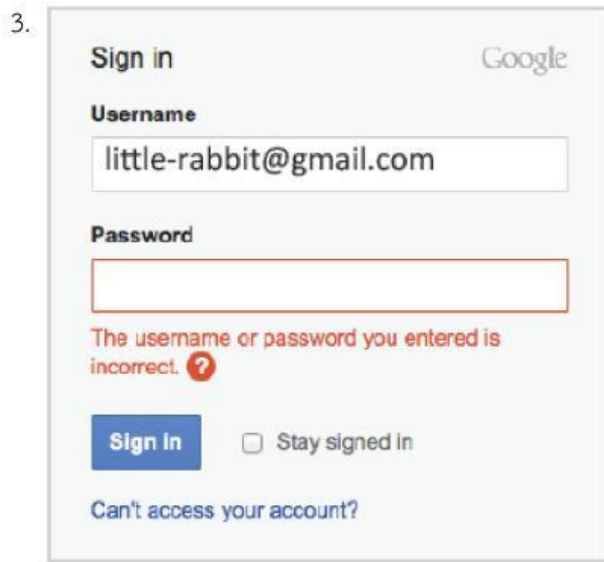 3.
Sign in Google
Username
little-rabbit@gmail.com
Password
The username or password you entered is
incorrect. ?
Sign in Stay signed in
Can't access your account?